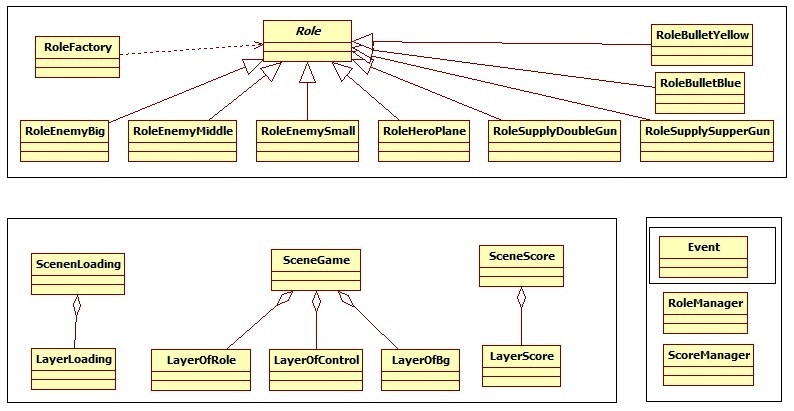 Role
RoleFactory
RoleBulletYellow
RoleBulletBlue
RoleEnemyBig
RoleEnemyMiddle
RoleEnemySmall
RoleHeroPlane
RoleSupplyDoubleGun
RoleSupplySupperGun
ScenenLoading
SceneGame
SceneScore
LayerLoading
LayerOfRole
LayerOfControl
LayerOfBg
LayerScore
Event
RoleManager
ScoreManager